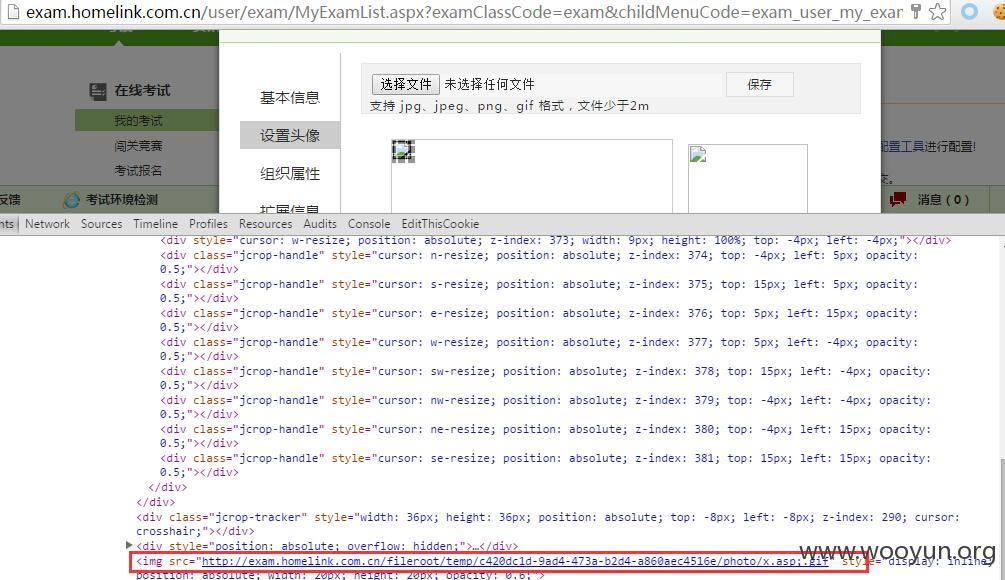 exam.homelink.com.cn/user/exam/MyExamList.aspx?examClassCode=exam&childMenuCode=exam_user_my_exam
在线考试
我的考试
闯关竞赛
考试报名
反馈
考试环境检测
基本信息
设置头像
组织属性
扩展信息
选择文件 未选择任何文件
保存
支持 jpg、jpeg、png、gif 格式，文件少于2m
配置工具进行配置!
交。
消息（0）
nts Network Sources Timeline Profiles Resources Audits Console EditThisCookie
<div style="cursor: w-resize; position: absolute; z-index: 373; width: 9px; height: 100%; top: -4px; left: -4px;"></div>
<div class="jcrop-handle" style="cursor: n-resize; position: absolute; z-index: 374; top: -4px; left: 5px; opacity:
0.5;"></div>
<div class="jcrop-handle" style="cursor: s-resize; position: absolute; z-index: 375; top: 15px; left: 5px; opacity:
0.5;"></div>
<div class="jcrop-handle" style="cursor: e-resize; position: absolute; z-index: 376; top: 5px; left: 15px; opacity:
0.5;"></div>
<div class="jcrop-handle" style="cursor: w-resize; position: absolute; z-index: 377; top: 5px; left: -4px; opacity:
0.5;"></div>
<div class="jcrop-handle" style="cursor: sw-resize; position: absolute; z-index: 378; top: 15px; left: -4px; opacity:
0.5;"></div>
<div class="jcrop-handle" style="cursor: nw-resize; position: absolute; z-index: 379; top: -4px; left: -4px; opacity:
0.5;"></div>
<div class="jcrop-handle" style="cursor: ne-resize; position: absolute; z-index: 380; top: -4px; left: 15px; opacity:
0.5;"></div>
<div class="jcrop-handle" style="cursor: se-resize; position: absolute; z-index: 381; top: 15px; left: 15px; opacity:
0.5;"></div>
</div>
</div>
<div class="jcrop-tracker" style="width: 36px; height: 36px; position: absolute; top: -8px; left: -8px; z-index: 290; cursor:
crosshair;"></div>
<div style="position: absolute; overflow: hidden;">…</div>
<img src="http://exam.homelink.com.cn/fileroot/temp/c420dc1d-9ad4-473a-b2d4-a860aec4516e/photo/x.asp;.gif" style="display: inline;
position: absolute; width: 20px; height: 20px; opacity: 0.6;">
www.wooyun.org